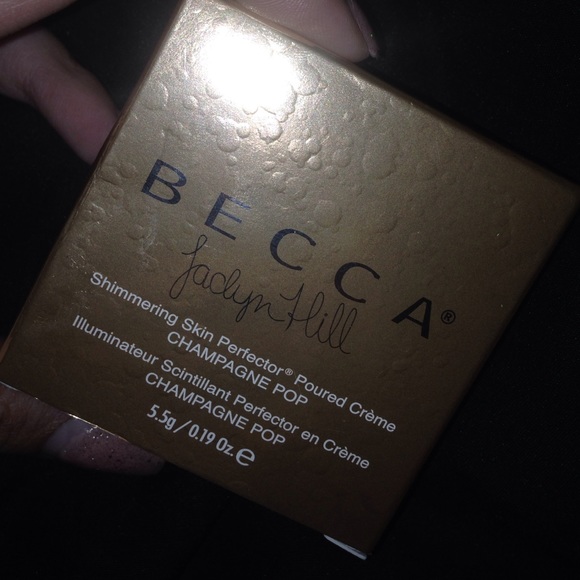 BECCA®
Jaclyn Hill
Shimmering Skin Perfector® Poured Crème
CHAMPAGNE POP
Illuminateur Scintillant Perfector en Crème
CHAMPAGNE POP
5.5g / 0.19 Oz. e